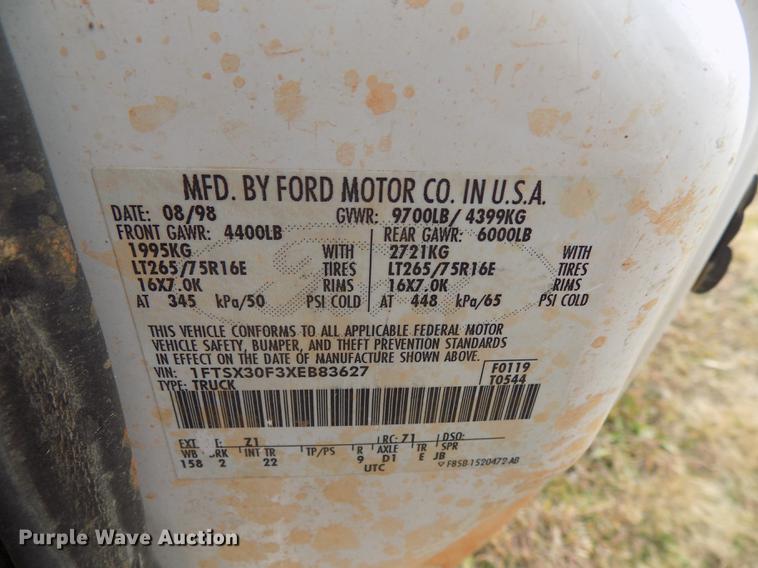 MFD. BY FORD MOTOR CO. IN U.S.A.
DATE: 08/98 GVWR: 9700LB/ 4399KG
FRONT GAWR: 4400LB REAR GAWR: 6000LB
1995KG WITH 2721KG WITH
LT265/75R16E TIRES LT265/75R16E TIRES
16X7.0K RIMS 16X7.0K RIMS
AT 345 kPa/50 PSI COLD AT 448 kPa/65 PSI COLD
THIS VEHICLE CONFORMS TO ALL APPLICABLE FEDERAL MOTOR
VEHICLE SAFETY, BUMPER, AND THEFT PREVENTION STANDARDS
IN EFFECT ON THE DATE OF MANUFACTURE SHOWN ABOVE.
VIN: 1FTSX30F3XEB83627 F0119
TYPE: TRUCK T0544
EXT Z1 RC: 71 DSO:
WB BRK INT TR TP/PS R AXLE TR SPR
158 2 22 9 D1 E JB
UTC F85B-1520472-AB
Purple Wave Auction